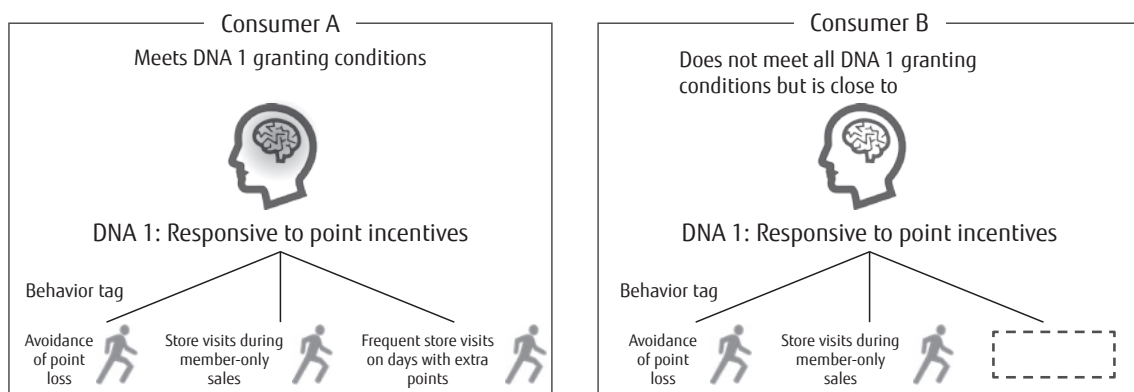 Consumer A
Meets DNA 1 granting conditions
DNA 1: Responsive to point incentives
Behavior tag
Avoidance
of point
loss
Store visits during
member-only
sales
Frequent store visits
on days with extra
points
Consumer B
Does not meet all DNA 1 granting
conditions but is close to
DNA 1: Responsive to point incentives
Behavior tag
Avoidance
of point
loss
Store visits during
member-only
sales